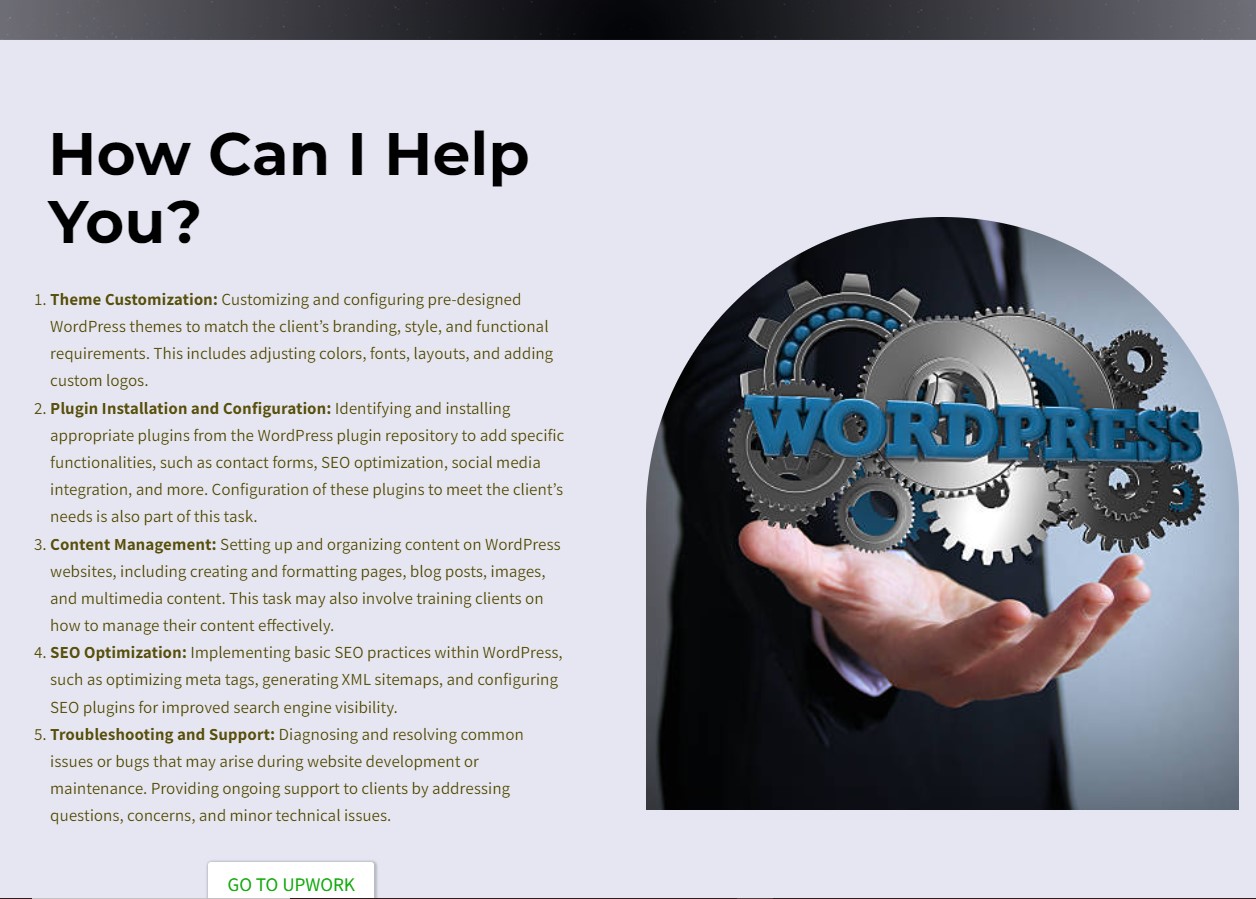 How Can I Help
You?
1. Theme Customization: Customizing and configuring pre-designed
WordPress themes to match the client’s branding, style, and functional
requirements. This includes adjusting colors, fonts, layouts, and adding
custom logos.
2. Plugin Installation and Configuration: Identifying and installing
appropriate plugins from the WordPress plugin repository to add specific
functionalities, such as contact forms, SEO optimization, social media
integration, and more. Configuration of these plugins to meet the client’s
needs is also part of this task.
3. Content Management: Setting up and organizing content on WordPress
websites, including creating and formatting pages, blog posts, images,
and multimedia content. This task may also involve training clients on
how to manage their content effectively.
4. SEO Optimization: Implementing basic SEO practices within WordPress,
such as optimizing meta tags, generating XML sitemaps, and configuring
SEO plugins for improved search engine visibility.
5. Troubleshooting and Support: Diagnosing and resolving common
issues or bugs that may arise during website development or
maintenance. Providing ongoing support to clients by addressing
questions, concerns, and minor technical issues.
GO TO UPWORK
WORDPRESS